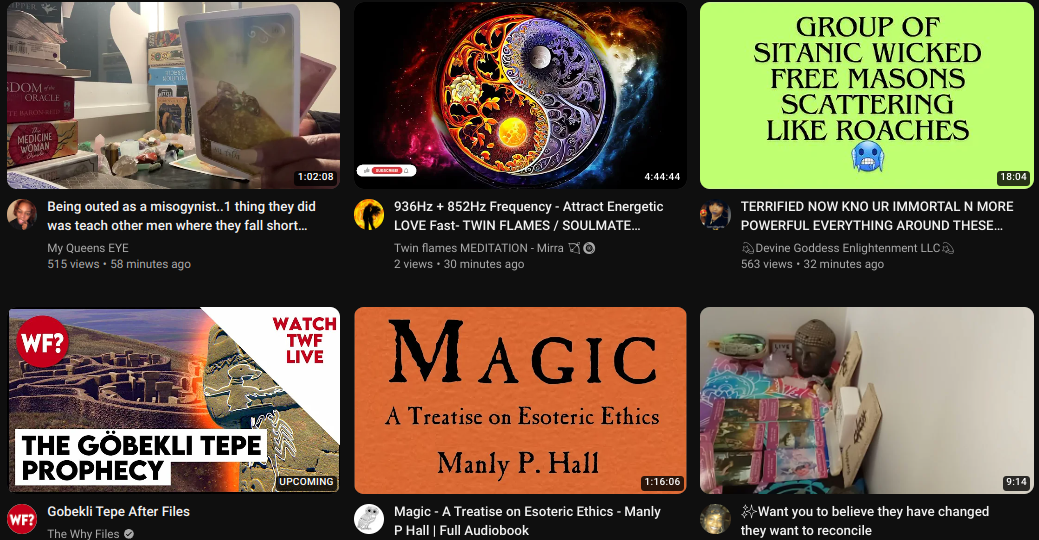 DOM of the
ORACLE
The
MEDICINE
WOMAN
1:02:08
SUBSCRIBE
4:44:44
GROUP OF
SITANIC WICKED
FREE MASONS
SCATTERING
LIKE ROACHES
18:04
Being outed as a misogynist..1 thing they did
was teach other men where they fall short…
My Queens EYE
515 views • 58 minutes ago
936Hz + 852Hz Frequency - Attract Energetic
LOVE Fast- TWIN FLAMES / SOULMATE…
Twin flames MEDITATION - Mirra
2 views • 30 minutes ago
TERRIFIED NOW KNO UR IMMORTAL N MORE
POWERFUL EVERYTHING AROUND THESE…
Devine Goddess Enlightenment LLC
563 views • 32 minutes ago
WF?
WATCH
TWF
LIVE
THE GÖBEKLI TEPE
PROPHECY
UPCOMING
MAGIC
A Treatise on Esoteric Ethics
Manly P. Hall
1:16:06
9:14
WF?
Gobekli Tepe After Files
The Why Files
Magic - A Treatise on Esoteric Ethics - Manly
P Hall | Full Audiobook
✨Want you to believe they have changed
they want to reconcile